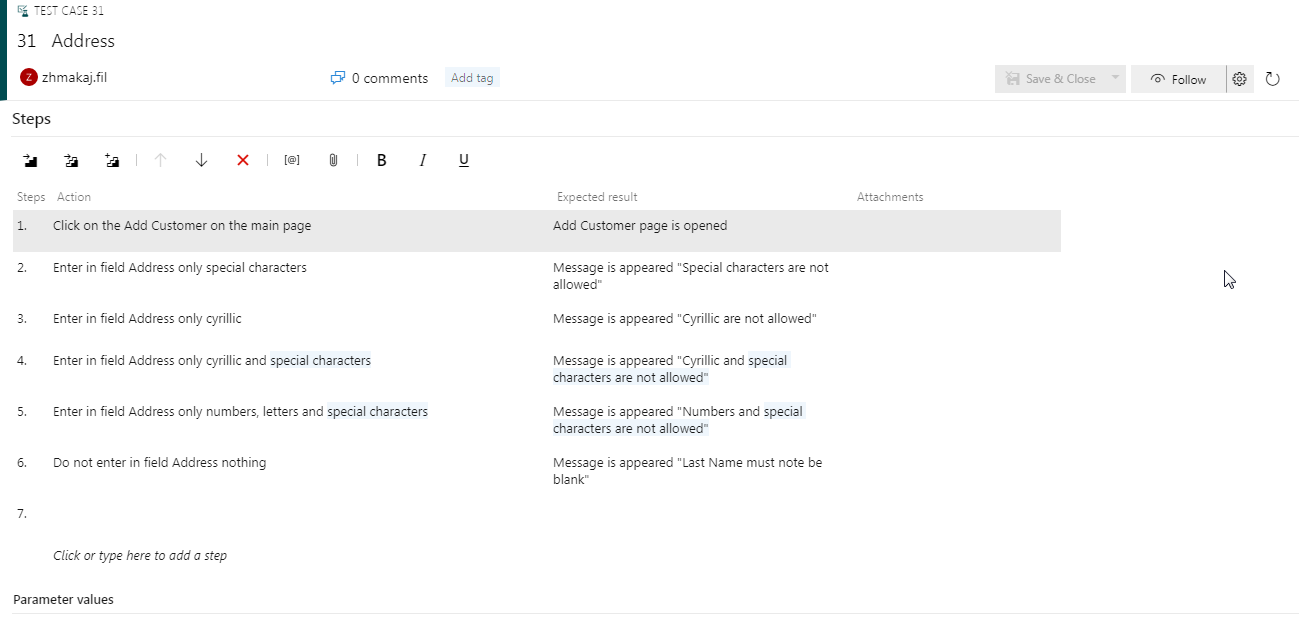 TEST CASE 31
31 Address
Z zhmakaj.fil
0 comments
Add tag
Save & Close
Follow
Steps
[@]
B I U
Steps Action Expected result Attachments
1. Click on the Add Customer on the main page Add Customer page is opened
2. Enter in field Address only special characters Message is appeared "Special characters are not
allowed"
3. Enter in field Address only cyrillic Message is appeared "Cyrillic are not allowed"
4. Enter in field Address only cyrillic and special characters Message is appeared "Cyrillic and special
characters are not allowed"
5. Enter in field Address only numbers, letters and special characters Message is appeared "Numbers and special
characters are not allowed"
6. Do not enter in field Address nothing Message is appeared "Last Name must note be
blank"
7.
Click or type here to add a step
Parameter values